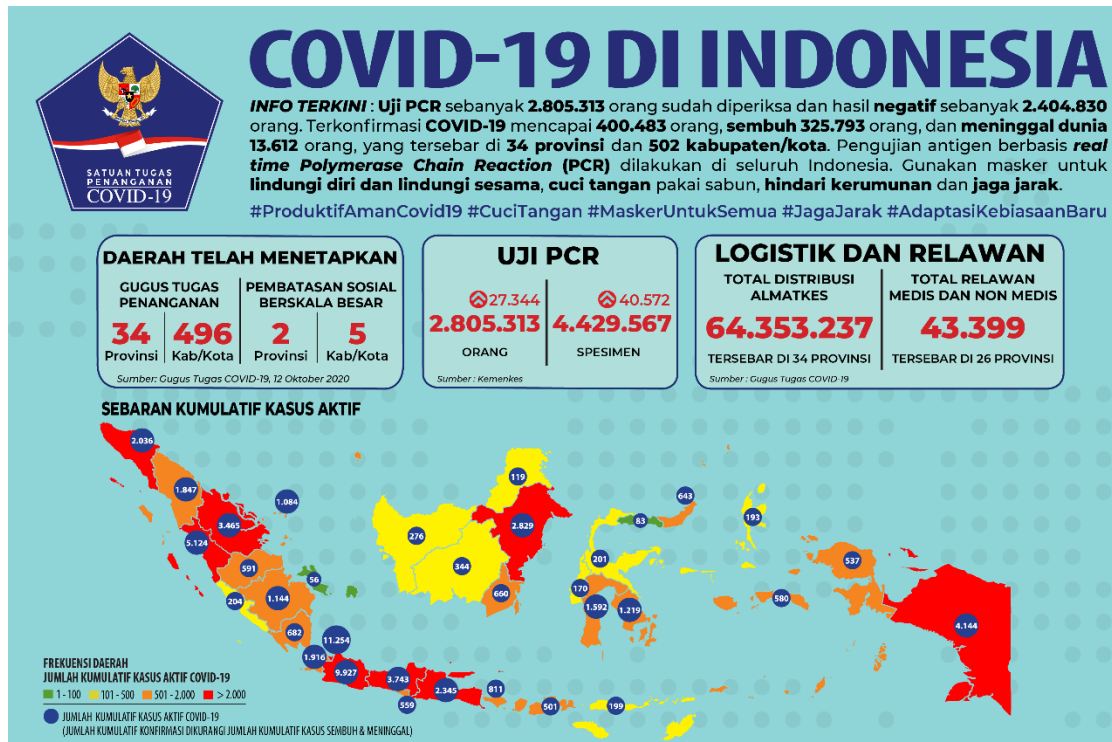 COVID-19 DI INDONESIA
INFO TERKINI : Uji PCR sebanyak 2.805.313 orang sudah diperiksa dan hasil negatif sebanyak 2.404.830
orang. Terkonfirmasi COVID-19 mencapai 400.483 orang, sembuh 325.793 orang, dan meninggal dunia
13.612 orang, yang tersebar di 34 provinsi dan 502 kabupaten/kota. Pengujian antigen berbasis real
time Polymerase Chain Reaction (PCR) dilakukan di seluruh Indonesia. Gunakan masker untuk
lindungi diri dan lindungi sesama, cuci tangan pakai sabun, hindari kerumunan dan jaga jarak.
#ProduktifAmanCovid19 #CuciTangan #MaskerUntukSemua #JagaJarak #AdaptasiKebiasaanBaru
SATUAN TUGAS
PENANGANAN
COVID-19
DAERAH TELAH MENETAPKAN
GUGUS TUGAS
PENANGANAN
34
Provinsi
496
Kab/Kota
PEMBATASAN SOSIAL
BERSKALA BESAR
2
Provinsi
5
Kab/Kota
Sumber: Gugus Tugas COVID-19, 12 Oktober 2020
UJI PCR
27.344
2.805.313
ORANG
40.572
4.429.567
SPESIMEN
Sumber : Kemenkes
LOGISTIK DAN RELAWAN
TOTAL DISTRIBUSI
ALMATKES
64.353.237
TERSEBAR DI 34 PROVINSI
TOTAL RELAWAN
MEDIS DAN NON MEDIS
43.399
TERSEBAR DI 26 PROVINSI
Sumber : Gugus Tugas COVID-19
SEBARAN KUMULATIF KASUS AKTIF
2.036
1.847
1.084
3.465
5.124
591
56
204
1.144
682
11.254
1.916
9.927
3.743
559
2.345
811
501
199
119
276
2.829
344
660
643
83
193
201
170
1.592
1.219
580
537
4.144
FREKUENSI DAERAH
JUMLAH KUMULATIF KASUS AKTIF COVID-19
1 - 100 101 - 500 501 - 2.000 > 2.000
JUMLAH KUMULATIF KASUS AKTIF COVID-19
(JUMLAH KUMULATIF KONFIRMASI DIKURANGI JUMLAH KUMULATIF KASUS SEMBUH & MENINGGAL)